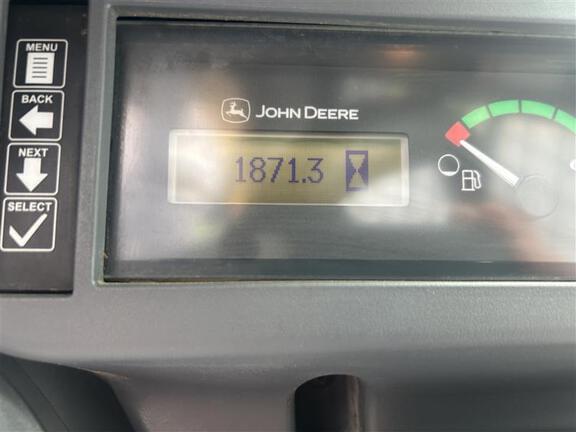 MENU
BACK
NEXT
SELECT
JOHN DEERE
1871.3